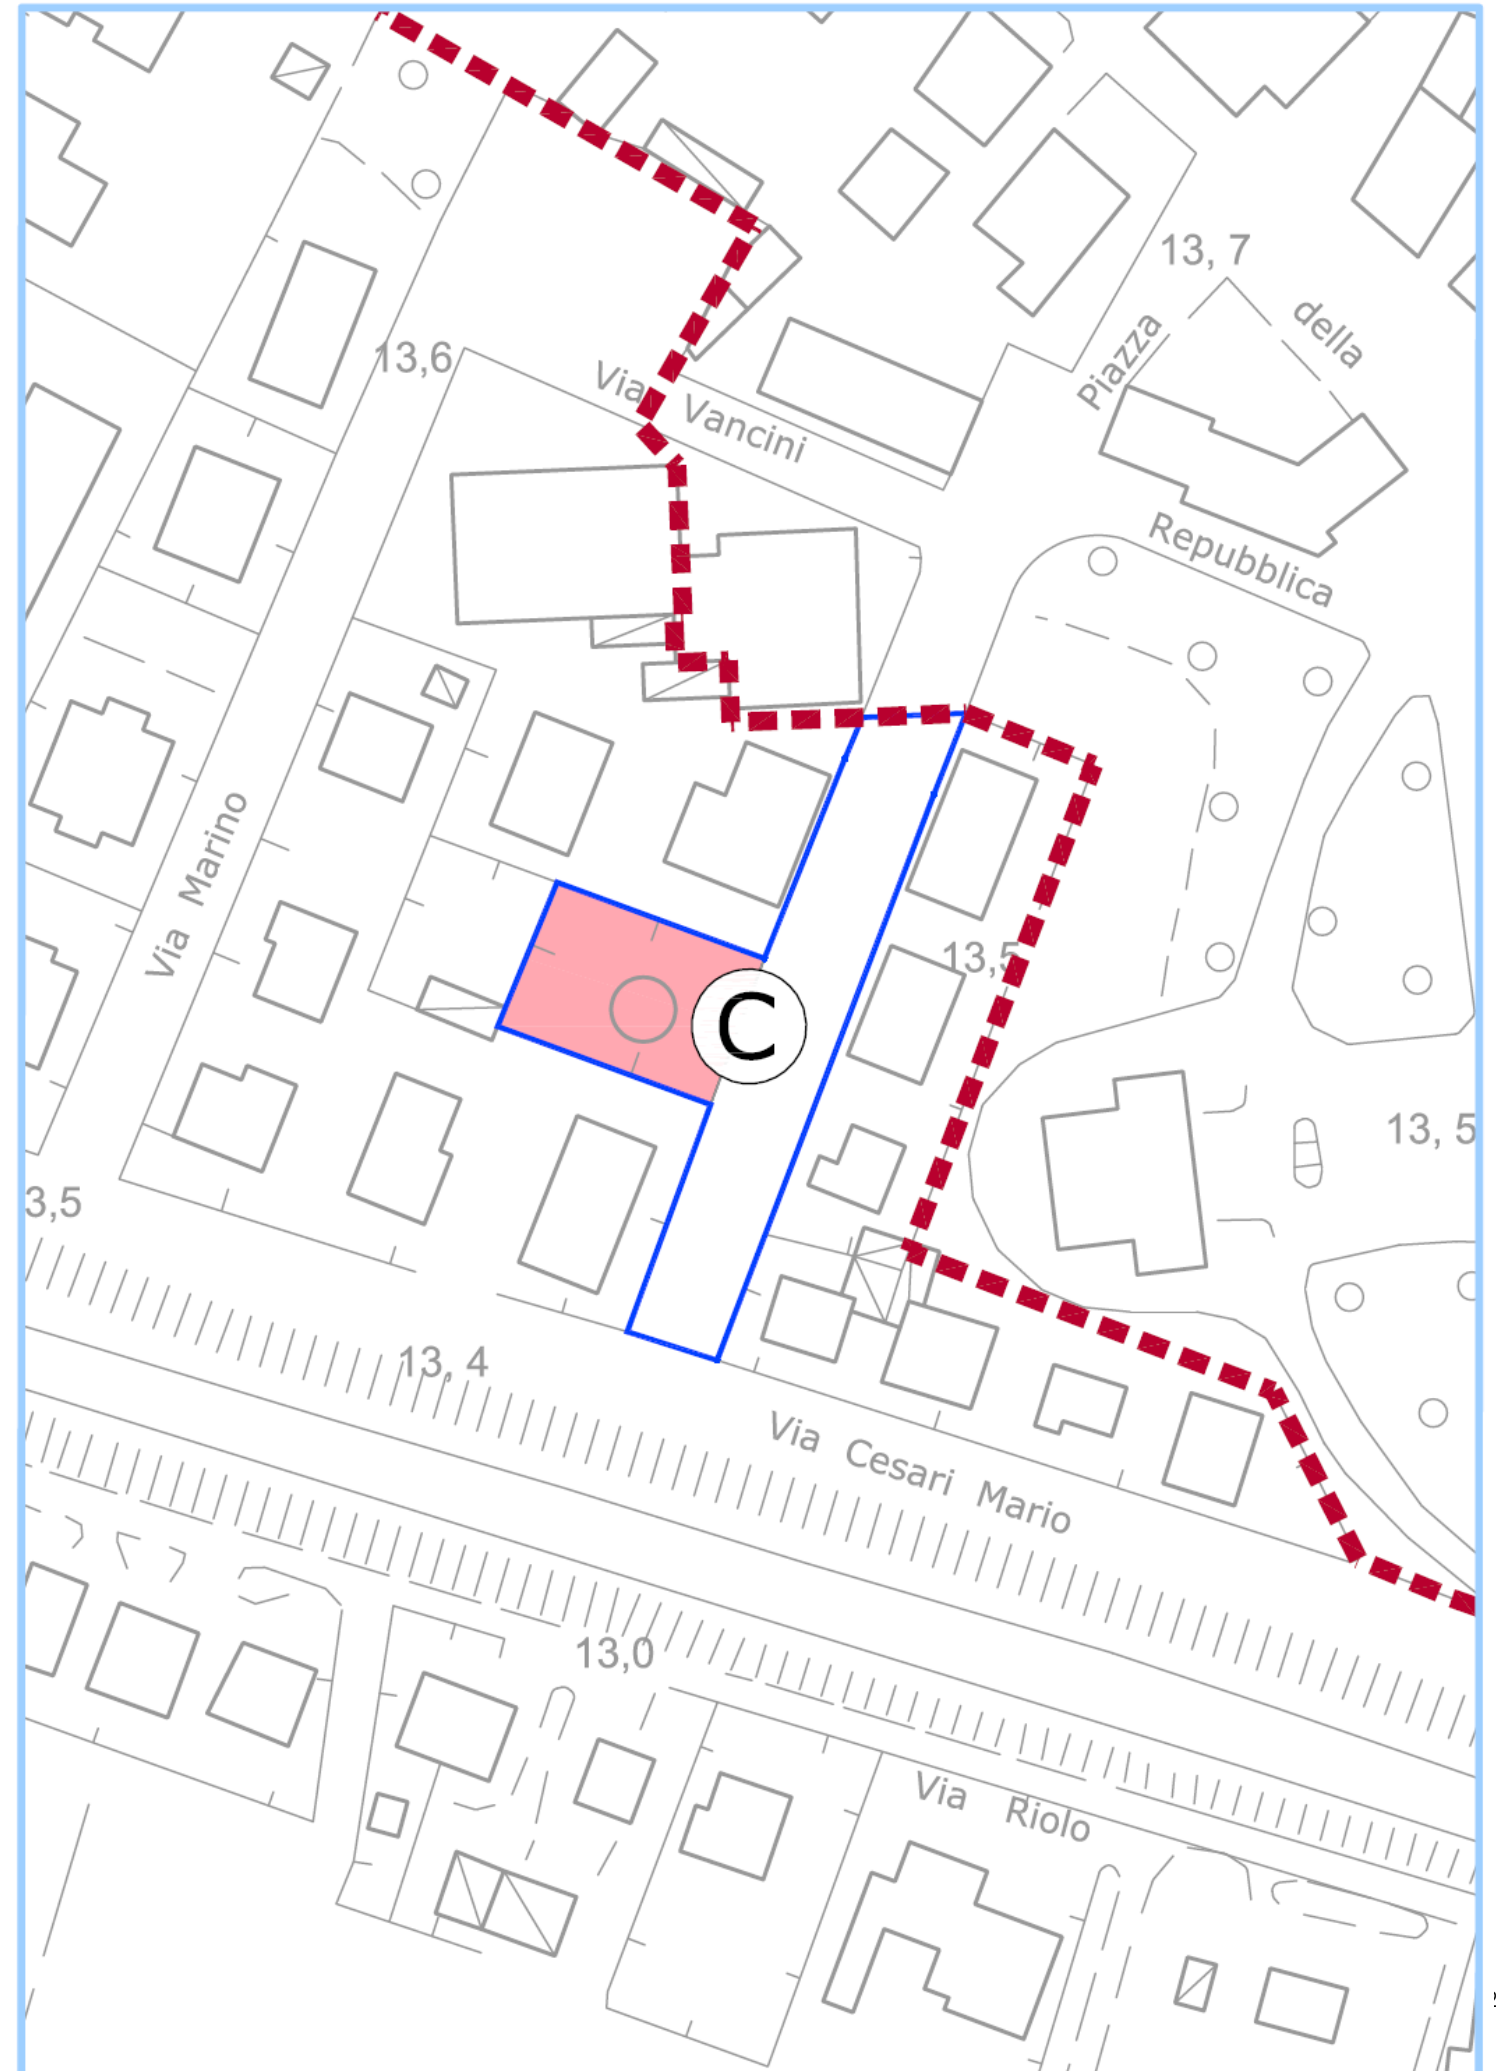 13, 7
Piazza
della
13,6
Via Vancini
Repubblica
Via Marino
13,5
C
13, 5
3,5
13, 4
Via Cesari Mario
13,0
Via Riolo